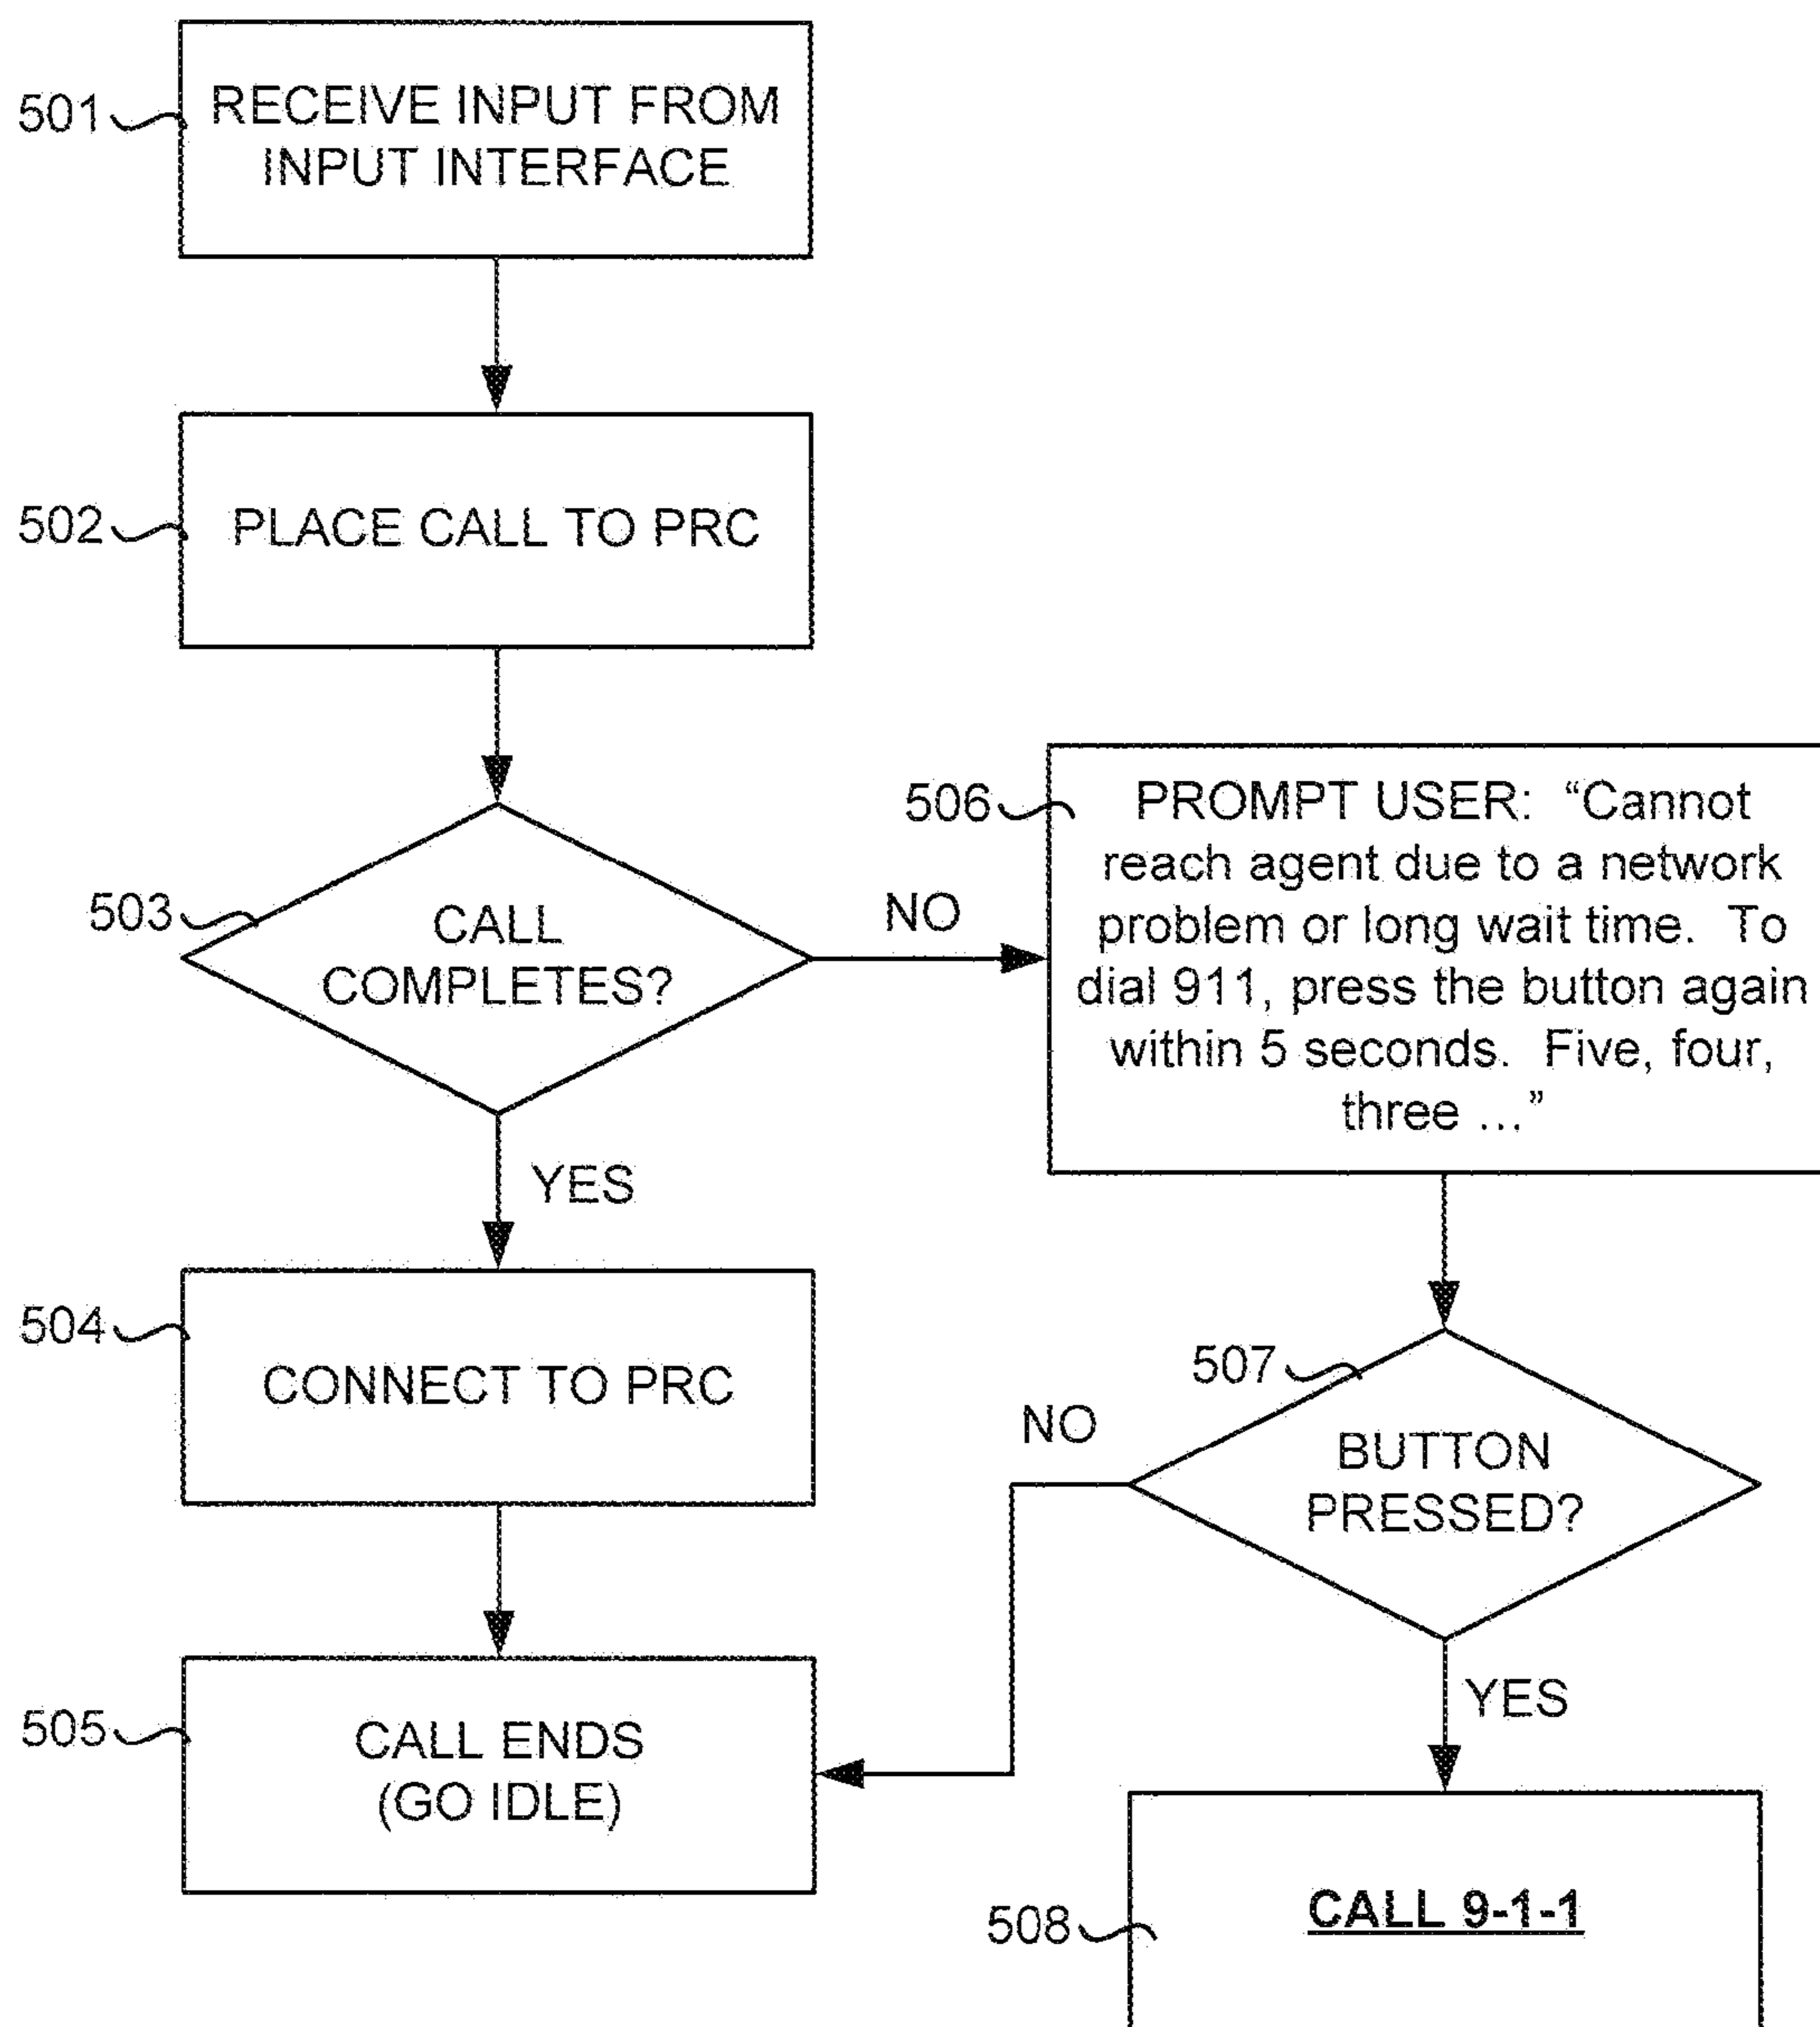 501
RECEIVE INPUT FROM
INPUT INTERFACE
502
PLACE CALL TO PRC
503
CALL
COMPLETES?
NO
YES
506
PROMPT USER: “Cannot
reach agent due to a network
problem or long wait time. To
dial 911, press the button again
within 5 seconds. Five, four,
three ...”
504
CONNECT TO PRC
507
BUTTON
PRESSED?
NO
YES
505
CALL ENDS
(GO IDLE)
508
CALL 9-1-1